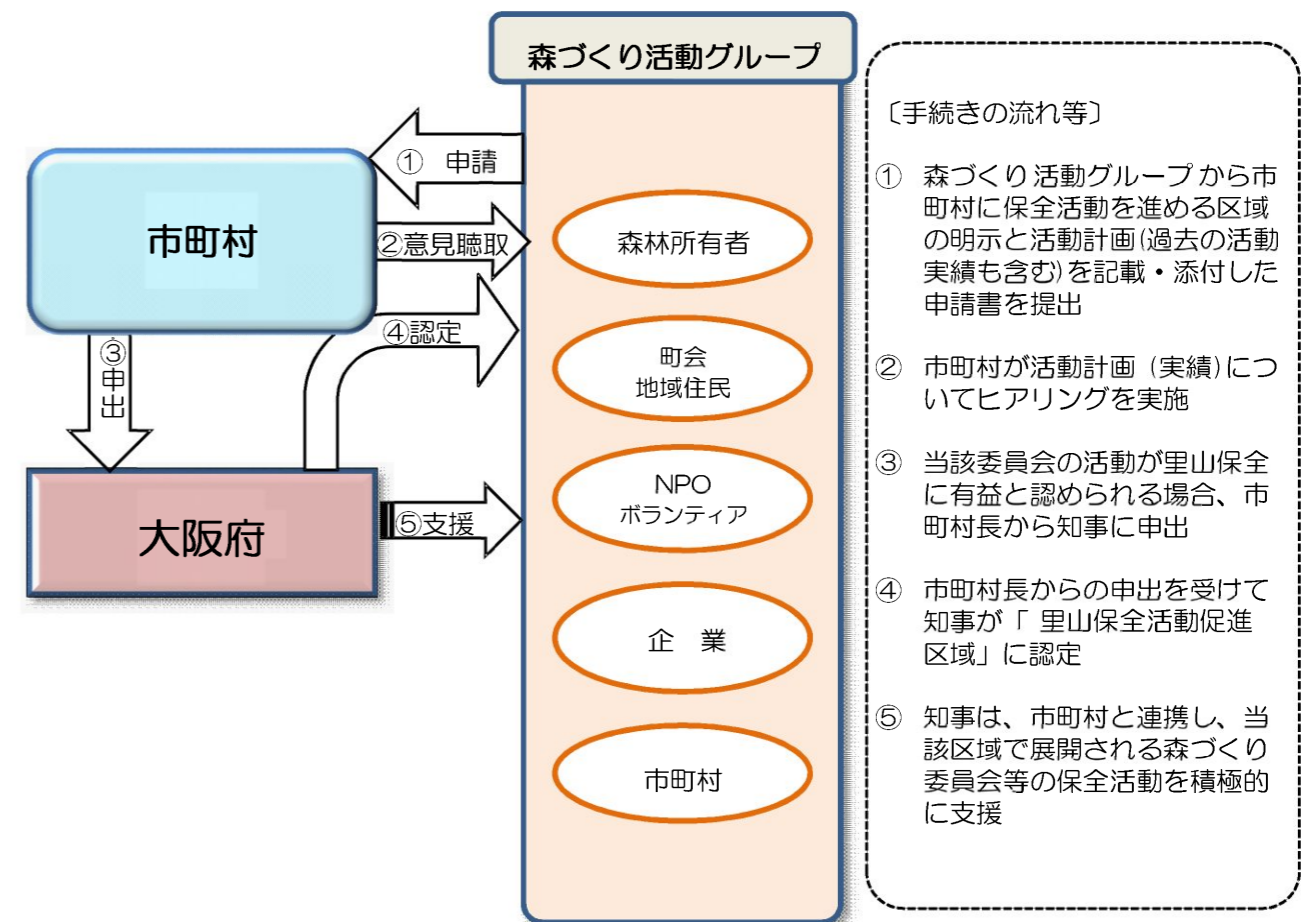 森づくり活動グループ
① 申請
市町村
②意見聴取
④認定
③
申
出
大阪府
⑤支援
森林所有者
町会
地域住民
NPO
ボランティア
企 業
市町村
〔手続きの流れ等〕
① 森づくり活動グループから市
町村に保全活動を進める区域
の明示と活動計画(過去の活動
実績も含む)を記載・添付した
申請書を提出
② 市町村が活動計画（実績)につ
いてヒアリングを実施
③ 当該委員会の活動が里山保全
に有益と認められる場合、市
町村長から知事に申出
④ 市町村長からの申出を受けて
知事が「 里山保全活動促進
区域」に認定
⑤ 知事は、市町村と連携し、当
該区域で展開される森づくり
委員会等の保全活動を積極的
に支援